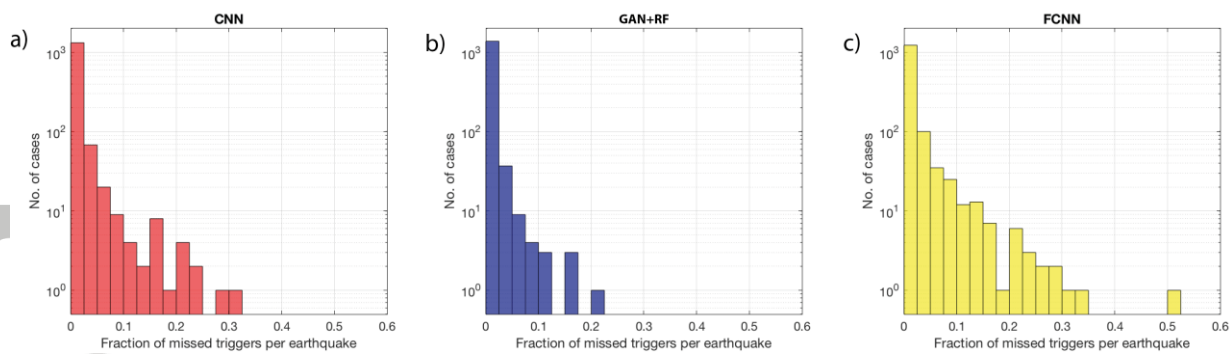 CNN
a)
10^3
10^2
10^1
10^0
No. of cases
0 0.1 0.2 0.3 0.4 0.5 0.6
Fraction of missed triggers per earthquake
GAN+RF
b)
10^3
10^2
10^1
10^0
No. of cases
0 0.1 0.2 0.3 0.4 0.5 0.6
Fraction of missed triggers per earthquake
FCNN
c)
10^3
10^2
10^1
10^0
No. of cases
0 0.1 0.2 0.3 0.4 0.5 0.6
Fraction of missed triggers per earthquake